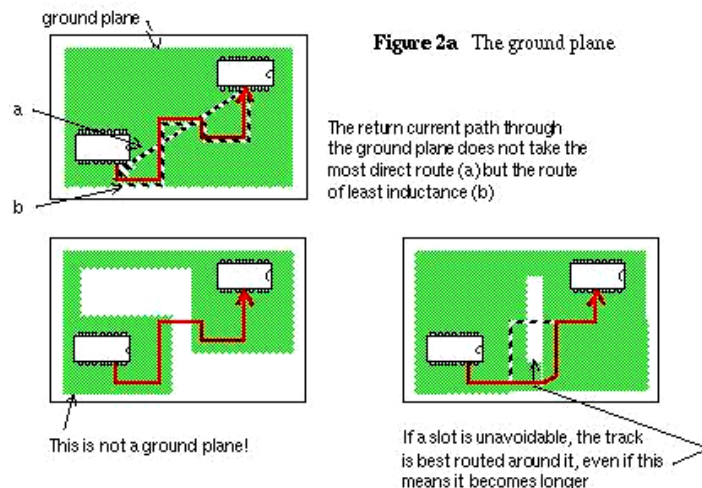 ground plane
Figure 2a The ground plane
a
The return current path through
the ground plane does not take the
most direct route (a) but the route
of least inductance (b)
b
This is not a ground plane!
If a slot is unavoidable, the track
is best routed around it, even if this
means it becomes longer